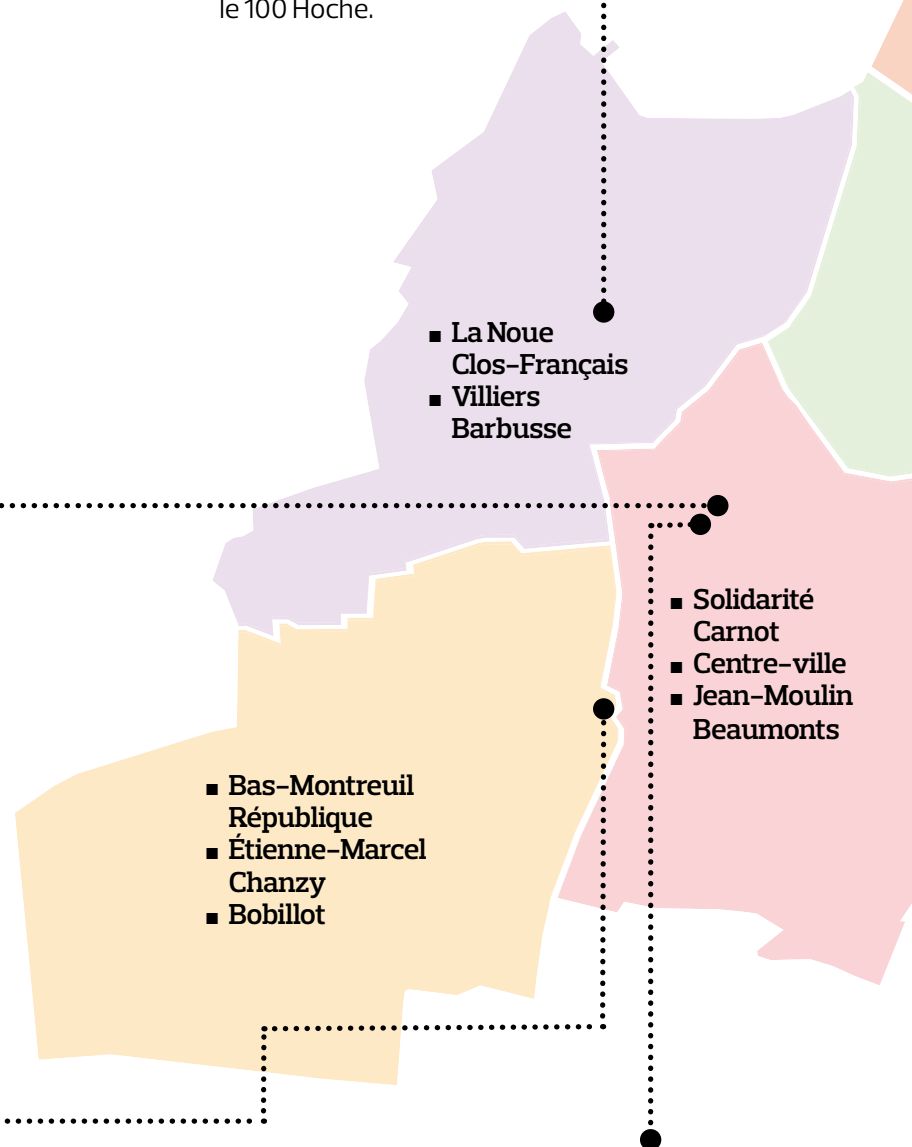 le 100 Hoche.
▪ La Noue
Clos-Français
▪ Villiers
Barbusse
▪ Solidarité
Carnot
▪ Centre-ville
▪ Jean-Moulin
Beaumonts
▪ Bas-Montreuil
République
▪ Étienne-Marcel
Chanzy
▪ Bobillot